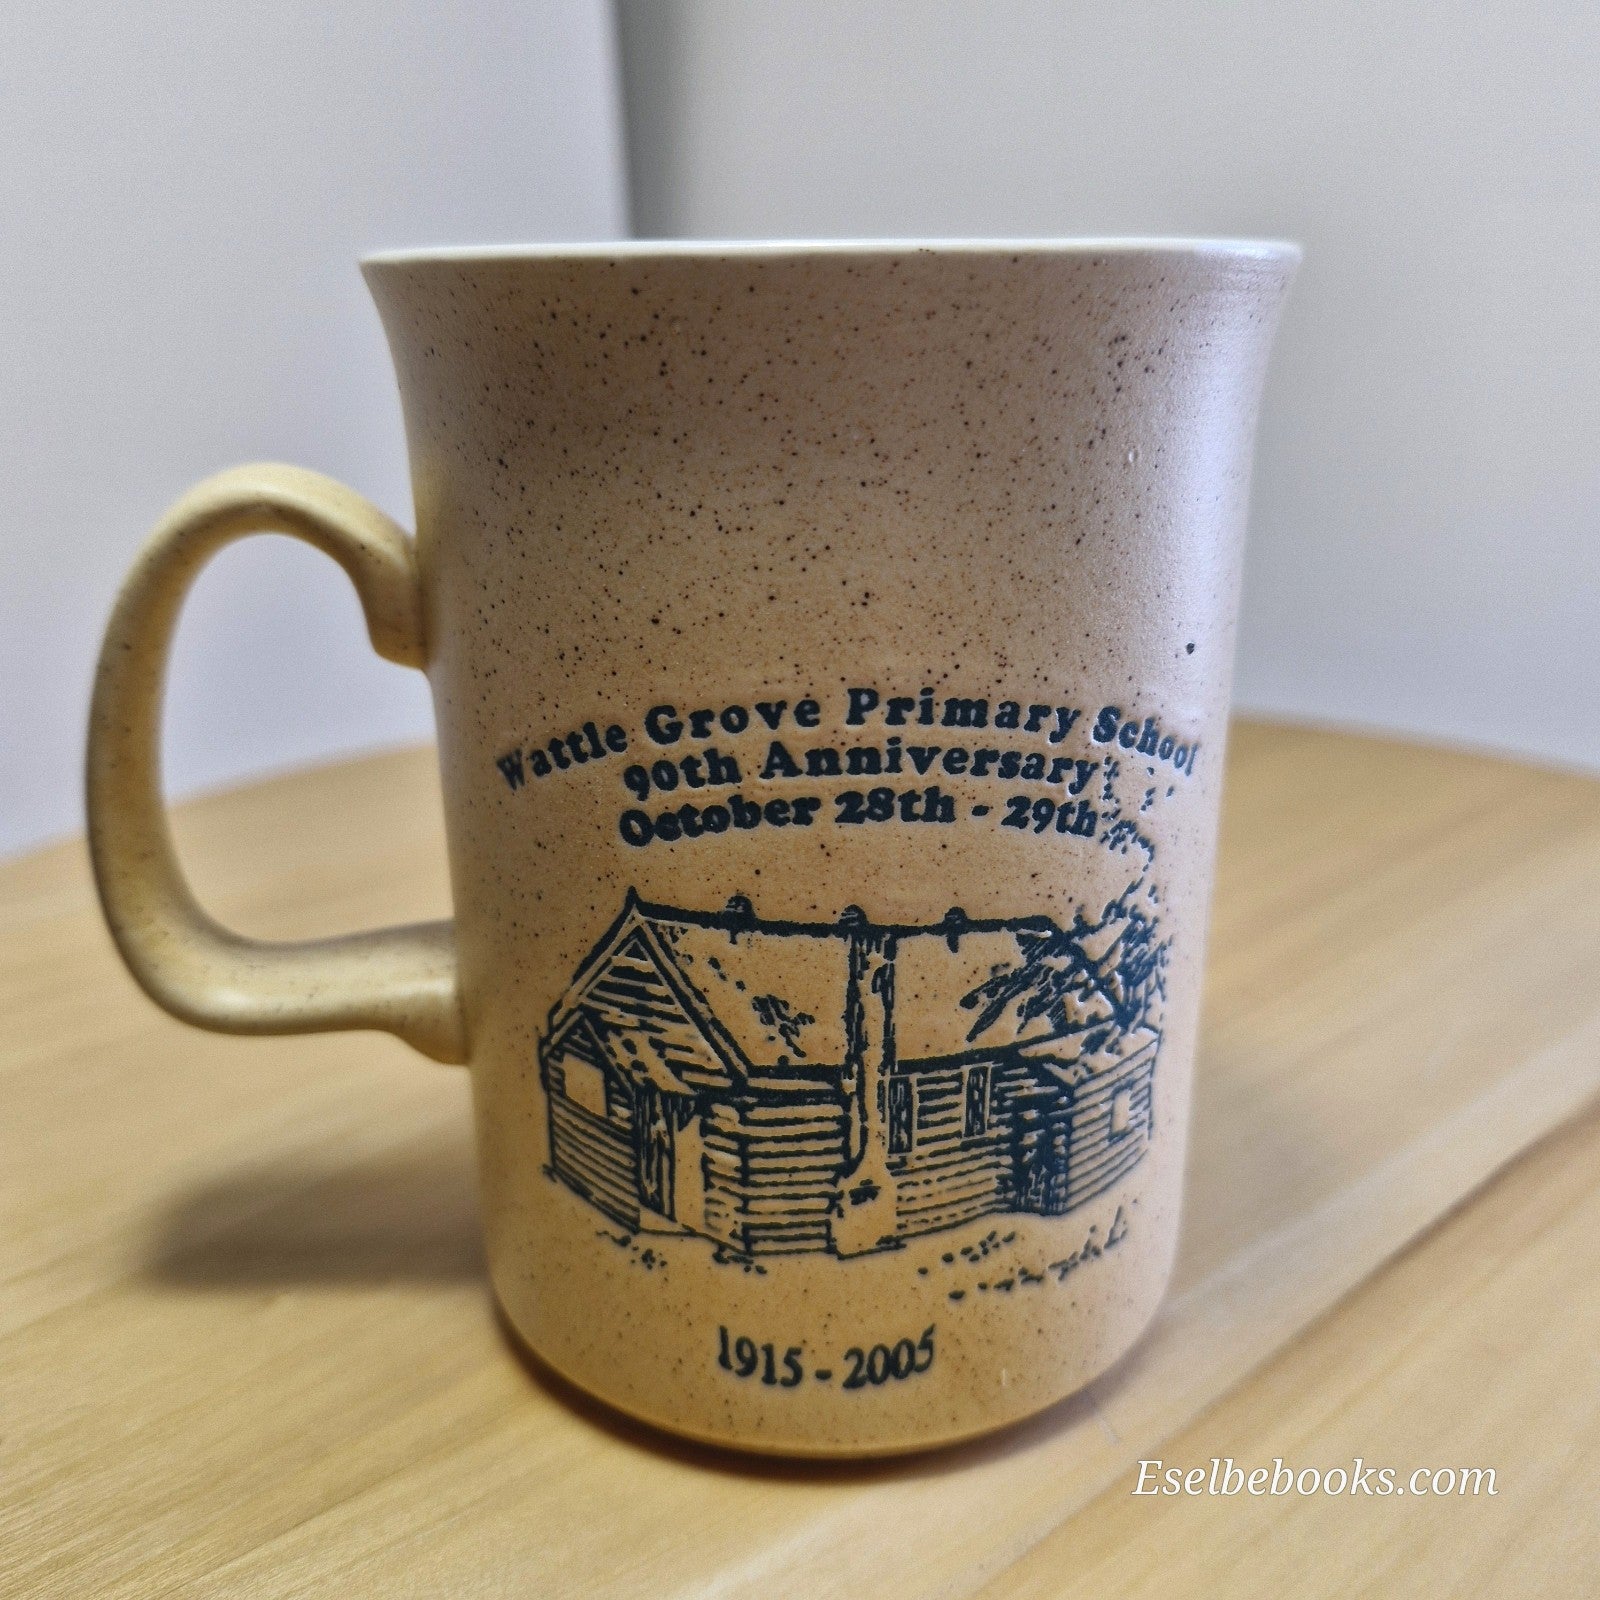 Wattle Grove Primary School
90th Anniversary
October 28th - 29th
1915 - 2005
Eselbebooks.com